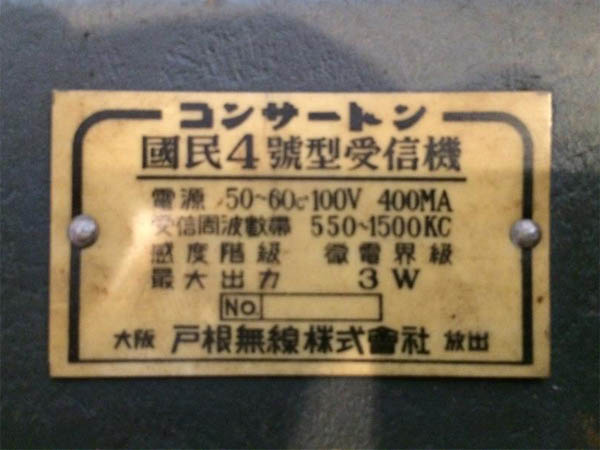 コンサートン
國民4號型受信機
電源 50~60c 100V 400MA
受信周波數帶 550~1500KC
感度階級 微電界級
最大出力 3W
No.
大阪 戸根無線株式會社 放出